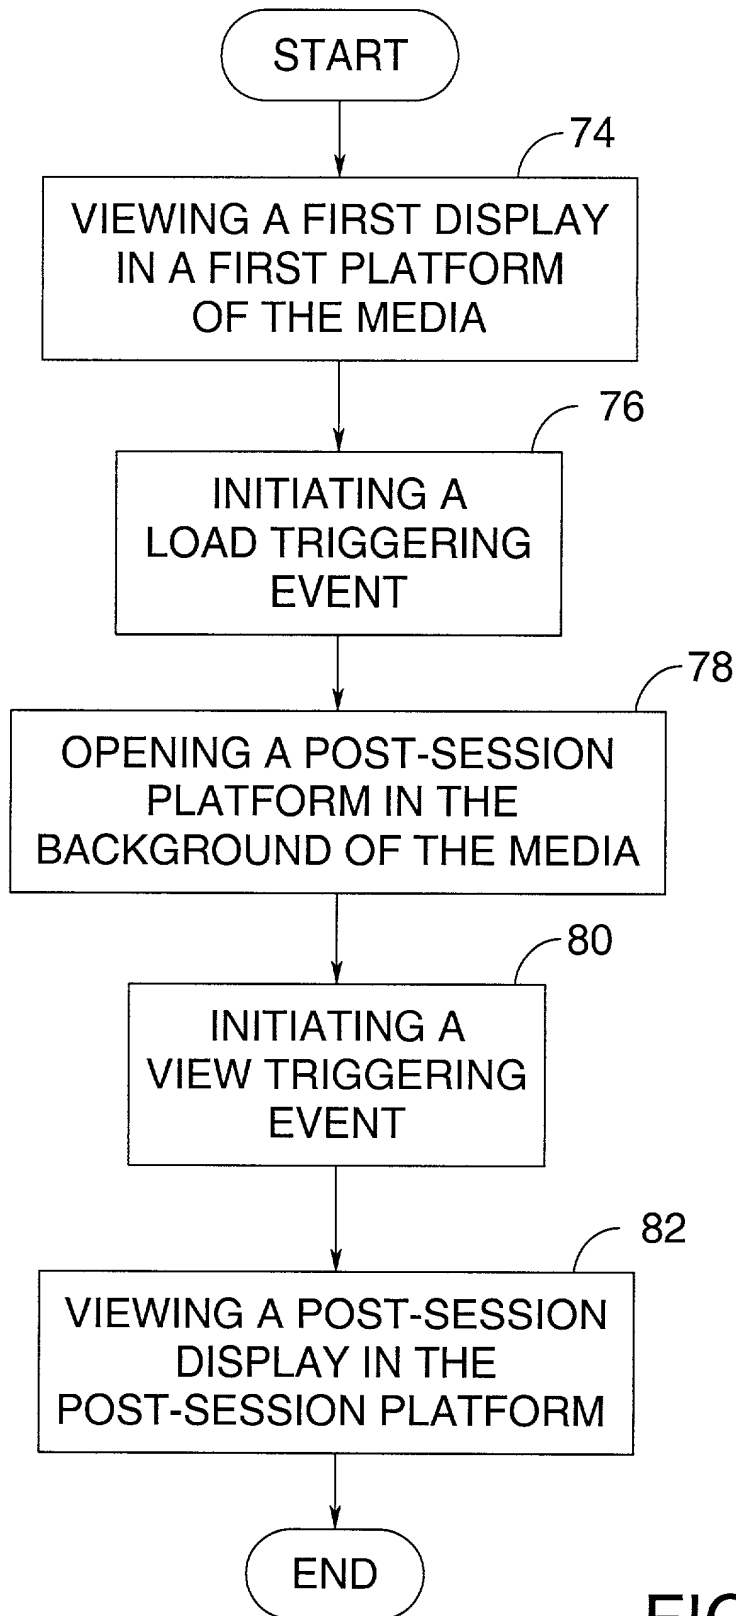 START
74
VIEWING A FIRST DISPLAY
IN A FIRST PLATFORM
OF THE MEDIA
76
INITIATING A
LOAD TRIGGERING
EVENT
78
OPENING A POST-SESSION
PLATFORM IN THE
BACKGROUND OF THE MEDIA
80
INITIATING A
VIEW TRIGGERING
EVENT
82
VIEWING A POST-SESSION
DISPLAY IN THE
POST-SESSION PLATFORM
END